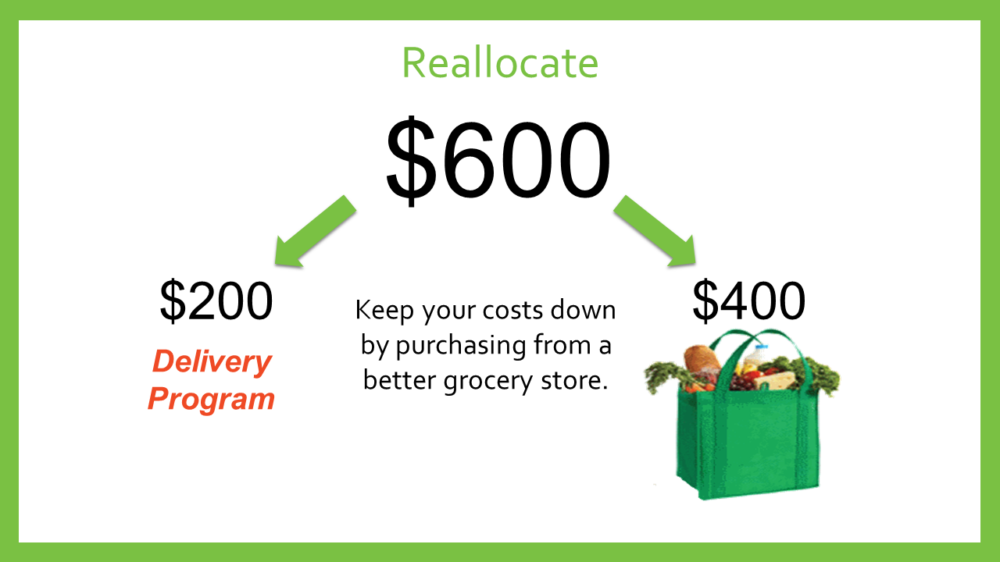 Reallocate
$600
$200
Delivery
Program
Keep your costs down
by purchasing from a
better grocery store.
$400